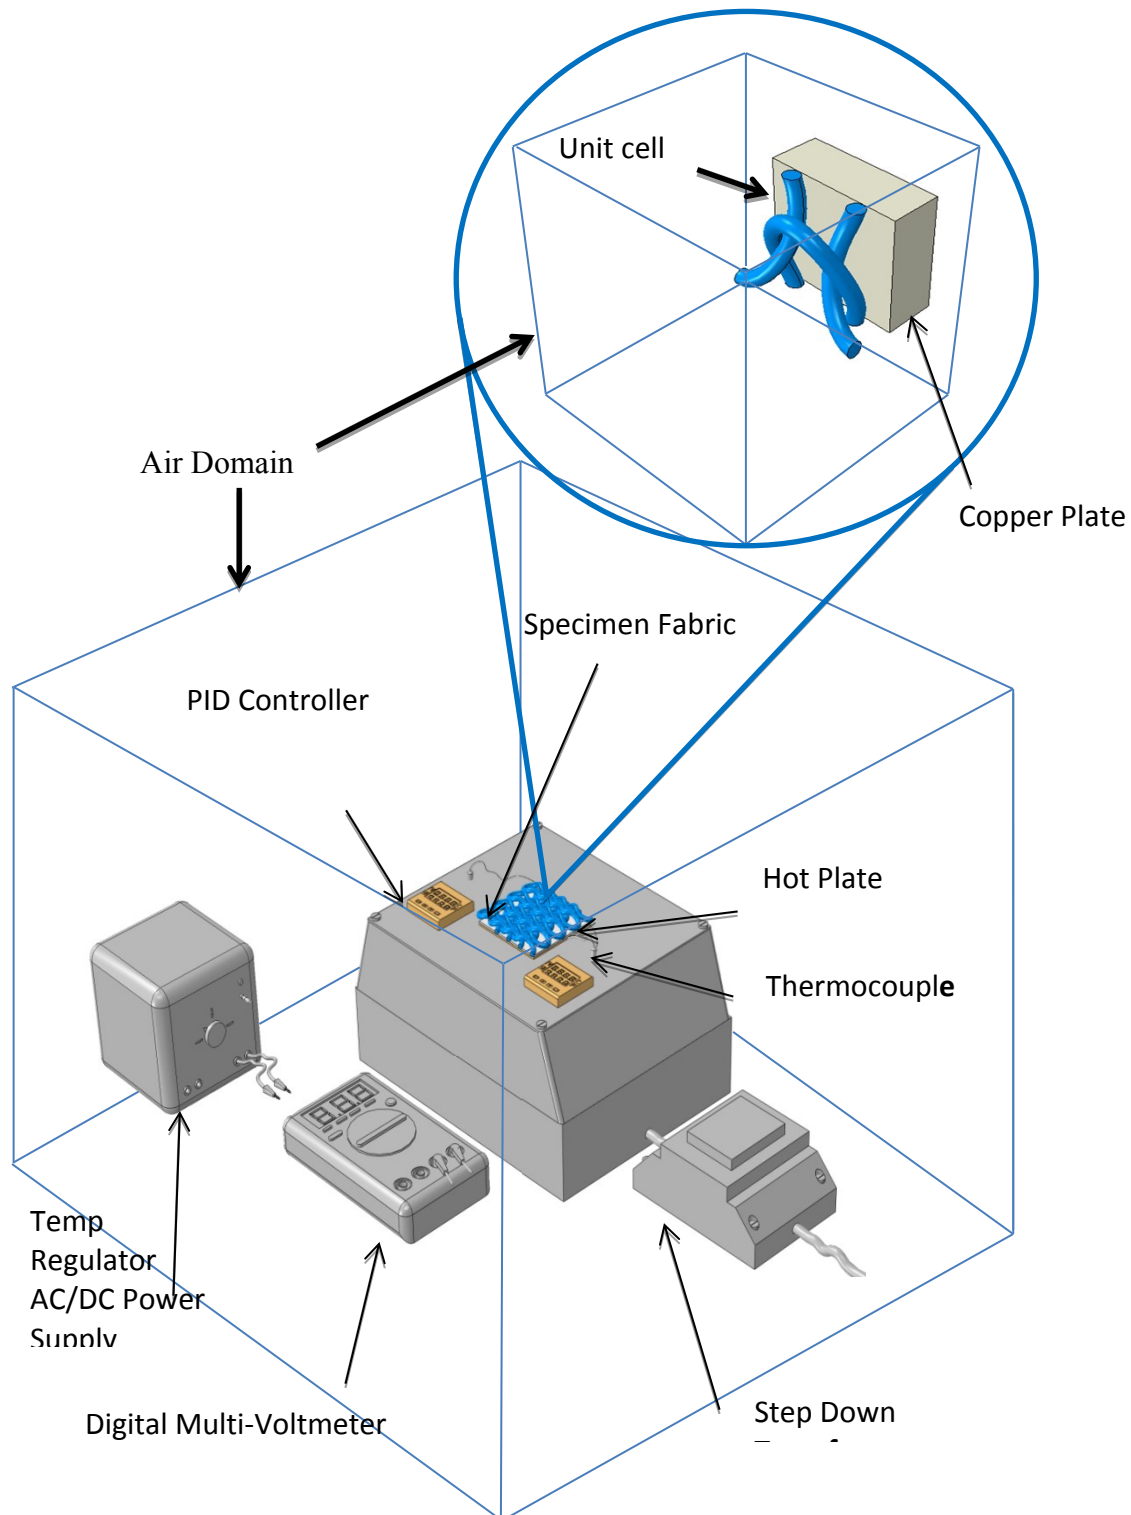 Unit cell
Air Domain
Copper Plate
Specimen Fabric
PID Controller
Hot Plate
Thermocouple
Temp
Regulator
AC/DC Power
Supply
Digital Multi-Voltmeter
Step Down